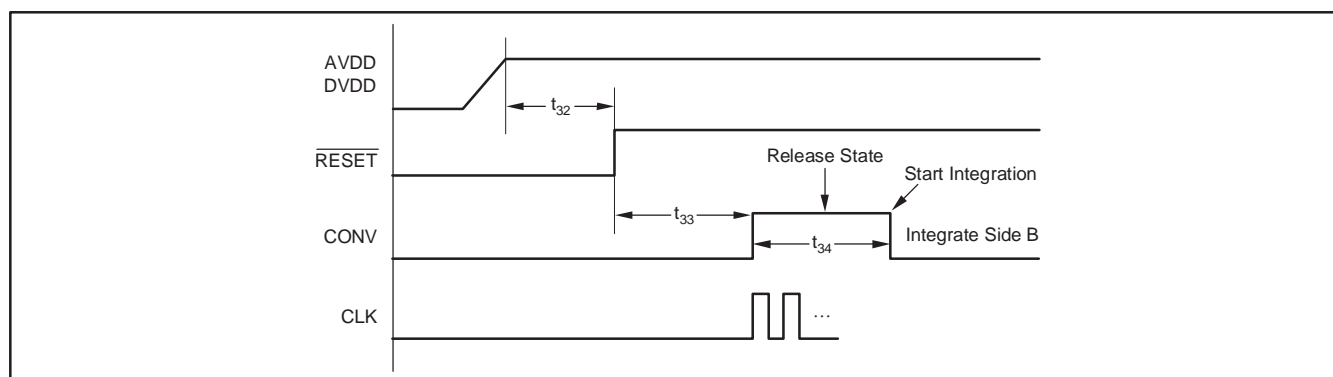 AVDD
DVDD
t32
RESET
Release State
Start Integration
t33
CONV
t34
Integrate Side B
CLK
...